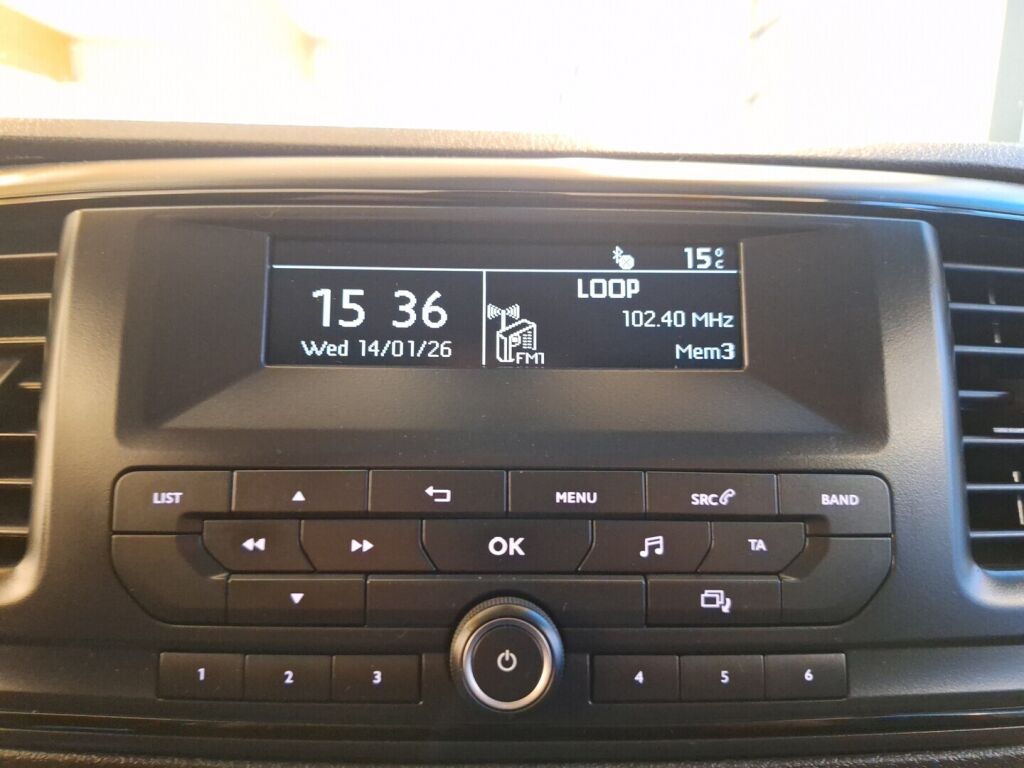 15°C
15 36
Wed 14/01/26
LOOP
102.40 MHz
FM1
Mem3
LIST
MENU
SRC
BAND
OK
TA
1
2
3
4
5
6